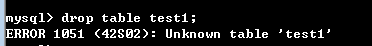 mysql> drop table test1;
ERROR 1051 (42S02): Unknown table 'test1'